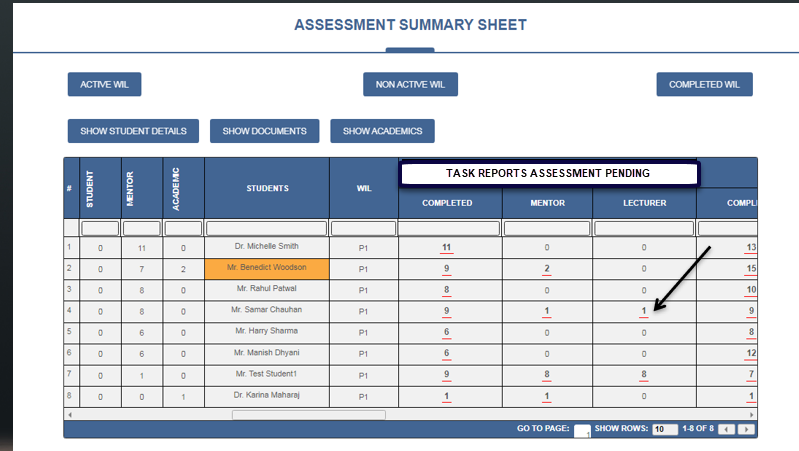 ASSESSMENT SUMMARY SHEET
ACTIVE WIL NON ACTIVE WIL COMPLETED WIL
SHOW STUDENT DETAILS SHOW DOCUMENTS SHOW ACADEMICS
TASK REPORTS ASSESSMENT PENDING
# STUDENT MENTOR ACADEMIC STUDENTS WIL COMPLETED MENTOR LECTURER COMPL
1 0 11 0 Dr. Michelle Smith P1 11 0 0 13
2 0 7 2 Mr. Benedict Woodson P1 9 2 0 15
3 0 8 0 Mr. Rahul Patwal P1 8 0 0 10
4 0 8 0 Mr. Samar Chauhan P1 9 1 1 9
5 0 6 0 Mr. Harry Sharma P1 6 0 0 8
6 0 6 0 Mr. Manish Dhyani P1 6 0 0 12
7 0 1 0 Mr. Test Student1 P1 9 8 8 7
8 0 0 1 Dr. Karina Maharaj P1 1 1 0 1
GO TO PAGE: 1 SHOW ROWS: 10 1-8 OF 8